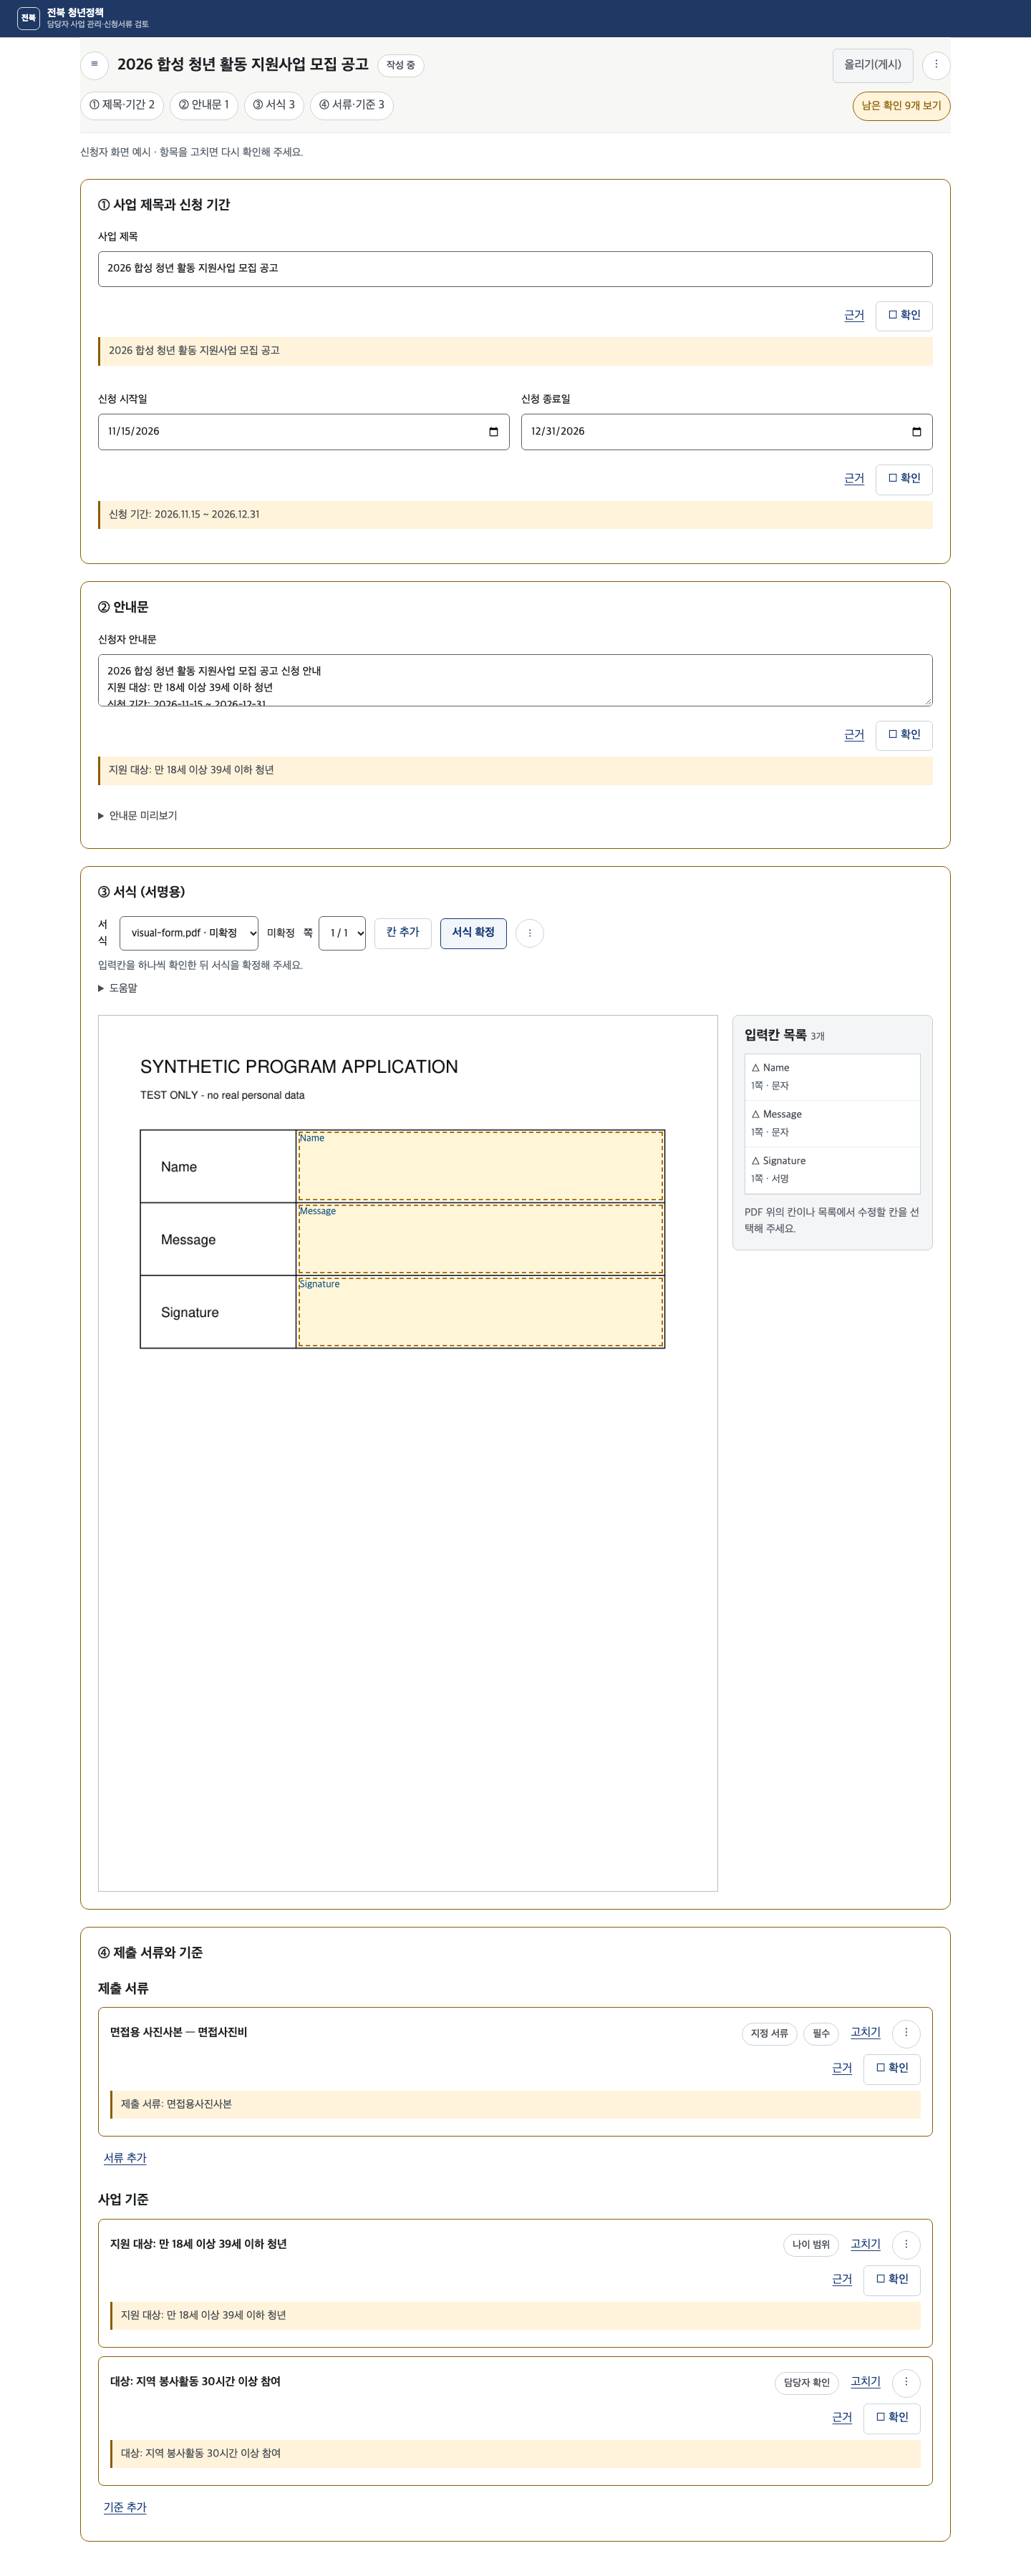 전북
전북 청년정책
담당자 사업 관리·신청서류 검토
≡
2026 합성 청년 활동 지원사업 모집 공고
작성 중
올리기(게시)
⋮
① 제목·기간 2
② 안내문 1
③ 서식 3
④ 서류·기준 3
남은 확인 9개 보기
신청자 화면 예시 · 항목을 고치면 다시 확인해 주세요.
① 사업 제목과 신청 기간
사업 제목
2026 합성 청년 활동 지원사업 모집 공고
근거
☐ 확인
2026 합성 청년 활동 지원사업 모집 공고
신청 시작일
신청 종료일
11/15/2026
12/31/2026
근거
☐ 확인
신청 기간: 2026.11.15 ~ 2026.12.31
② 안내문
신청자 안내문
2026 합성 청년 활동 지원사업 모집 공고 신청 안내
지원 대상: 만 18세 이상 39세 이하 청년
신청 기간: 2026-11-15 ~ 2026-12-31
근거
☐ 확인
지원 대상: 만 18세 이상 39세 이하 청년
▶ 안내문 미리보기
③ 서식 (서명용)
서식
visual-form.pdf · 미확정
미확정
쪽
1 / 1
칸 추가
서식 확정
⋮
입력칸을 하나씩 확인한 뒤 서식을 확정해 주세요.
▶ 도움말
SYNTHETIC PROGRAM APPLICATION
TEST ONLY - no real personal data
Name
Name
Message
Message
Signature
Signature
입력칸 목록 3개
△ Name
1쪽 · 문자
△ Message
1쪽 · 문자
△ Signature
1쪽 · 서명
PDF 위의 칸이나 목록에서 수정할 칸을 선
택해 주세요.
④ 제출 서류와 기준
제출 서류
면접용 사진사본 — 면접사진비
지정 서류
필수
고치기
⋮
근거
☐ 확인
제출 서류: 면접용사진사본
서류 추가
사업 기준
지원 대상: 만 18세 이상 39세 이하 청년
나이 범위
고치기
⋮
근거
☐ 확인
지원 대상: 만 18세 이상 39세 이하 청년
대상: 지역 봉사활동 30시간 이상 참여
담당자 확인
고치기
⋮
근거
☐ 확인
대상: 지역 봉사활동 30시간 이상 참여
기준 추가